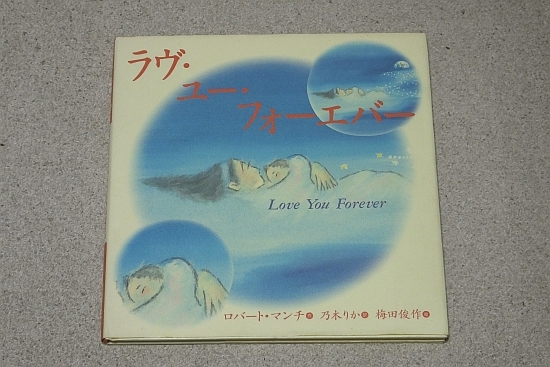 ラヴ・
ユー・
フォーエバー
Love You Forever
ロバート・マンチ作 乃木りか訳 梅田俊作絵